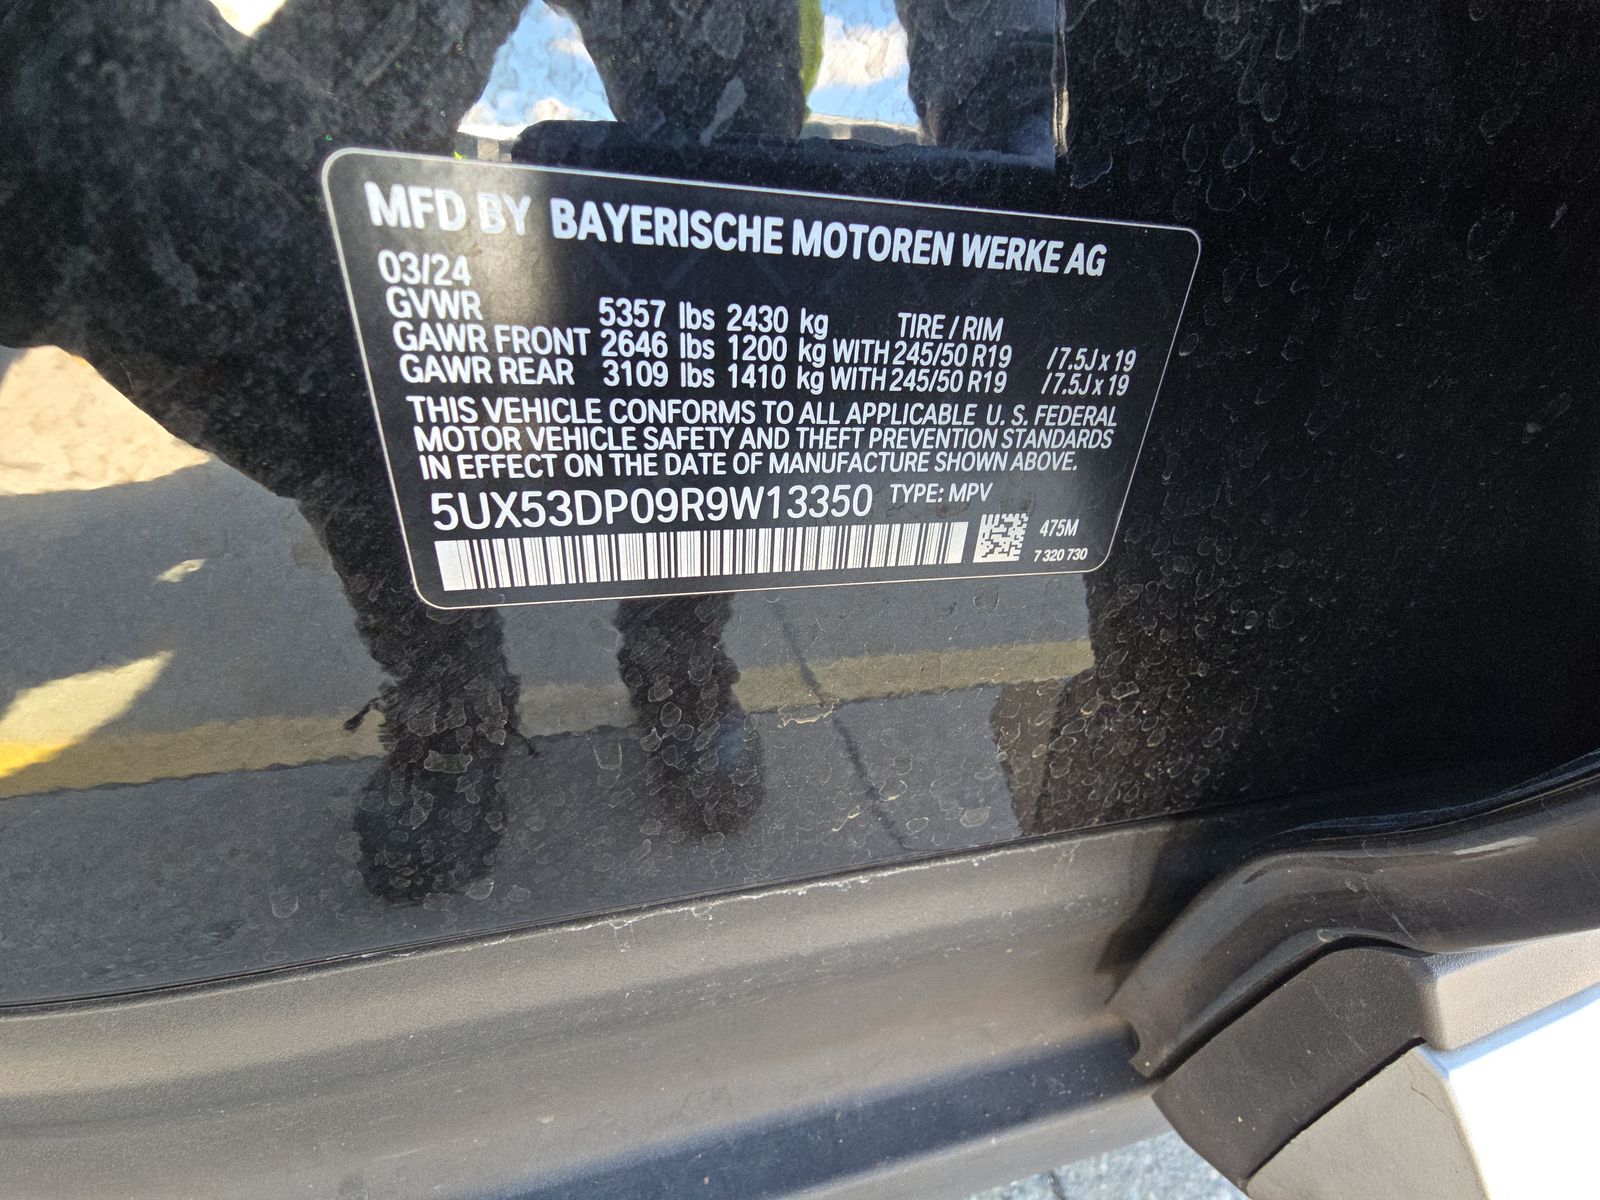 MFD BY BAYERISCHE MOTOREN WERKE AG
03/24
GVWR 5357 lbs 2430 kg TIRE / RIM
GAWR FRONT 2646 lbs 1200 kg WITH 245/50 R19 / 7.5J x 19
GAWR REAR 3109 lbs 1410 kg WITH 245/50 R19 / 7.5J x 19
THIS VEHICLE CONFORMS TO ALL APPLICABLE U. S. FEDERAL
MOTOR VEHICLE SAFETY AND THEFT PREVENTION STANDARDS
IN EFFECT ON THE DATE OF MANUFACTURE SHOWN ABOVE.
5UX53DP09R9W13350 TYPE: MPV
475M
7 320 730